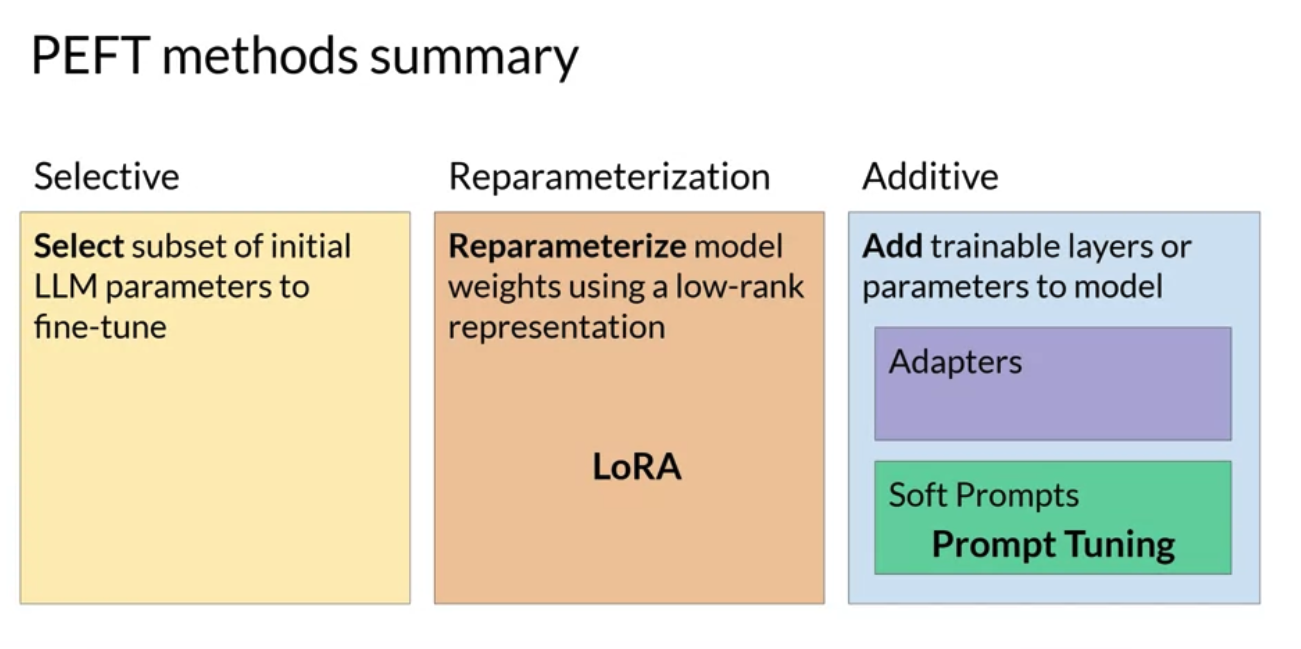 PEFT methods summary
Selective
Select subset of initial
LLM parameters to
fine-tune
Reparameterization
Reparameterize model
weights using a low-rank
representation
LoRA
Additive
Add trainable layers or
parameters to model
Adapters
Soft Prompts
Prompt Tuning